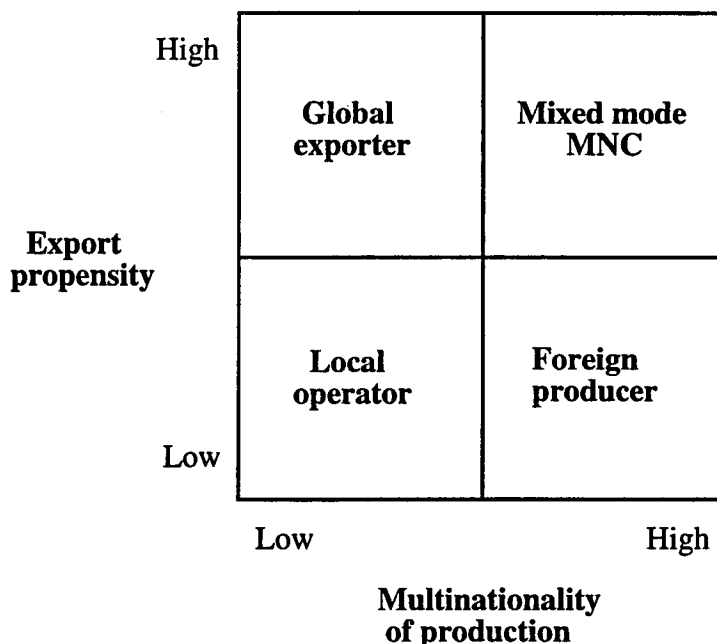 High
Global
exporter
Mixed mode
MNC
Export
propensity
Local
operator
Foreign
producer
Low
Low
High
Multinationality
of production